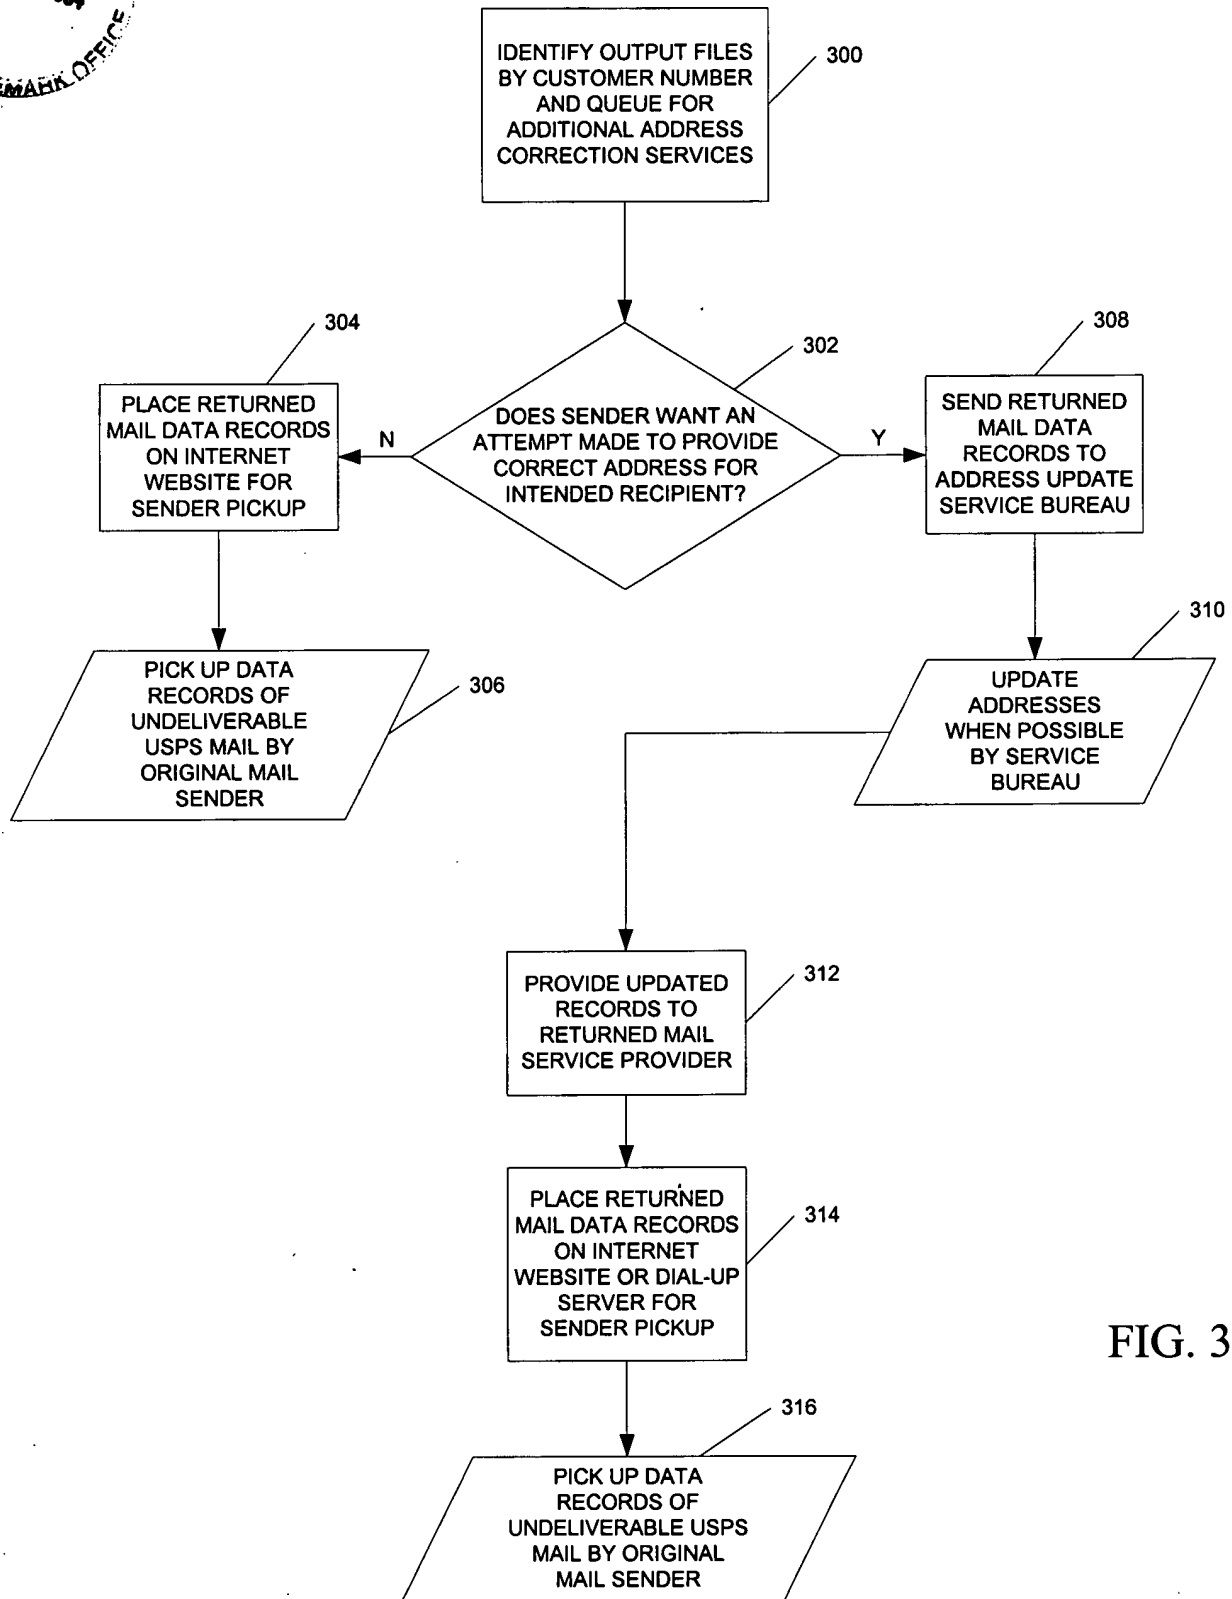 EMARK OFFICE
IDENTIFY OUTPUT FILES
BY CUSTOMER NUMBER
AND QUEUE FOR
ADDITIONAL ADDRESS
CORRECTION SERVICES
300
304
302
308
PLACE RETURNED
MAIL DATA RECORDS
ON INTERNET
WEBSITE FOR
SENDER PICKUP
N
DOES SENDER WANT AN
ATTEMPT MADE TO PROVIDE
CORRECT ADDRESS FOR
INTENDED RECIPIENT?
Y
SEND RETURNED
MAIL DATA
RECORDS TO
ADDRESS UPDATE
SERVICE BUREAU
310
PICK UP DATA
RECORDS OF
UNDELIVERABLE
USPS MAIL BY
ORIGINAL MAIL
SENDER
306
UPDATE
ADDRESSES
WHEN POSSIBLE
BY SERVICE
BUREAU
PROVIDE UPDATED
RECORDS TO
RETURNED MAIL
SERVICE PROVIDER
312
PLACE RETURNED
MAIL DATA RECORDS
ON INTERNET
WEBSITE OR DIAL-UP
SERVER FOR
SENDER PICKUP
314
FIG. 3
316
PICK UP DATA
RECORDS OF
UNDELIVERABLE USPS
MAIL BY ORIGINAL
MAIL SENDER